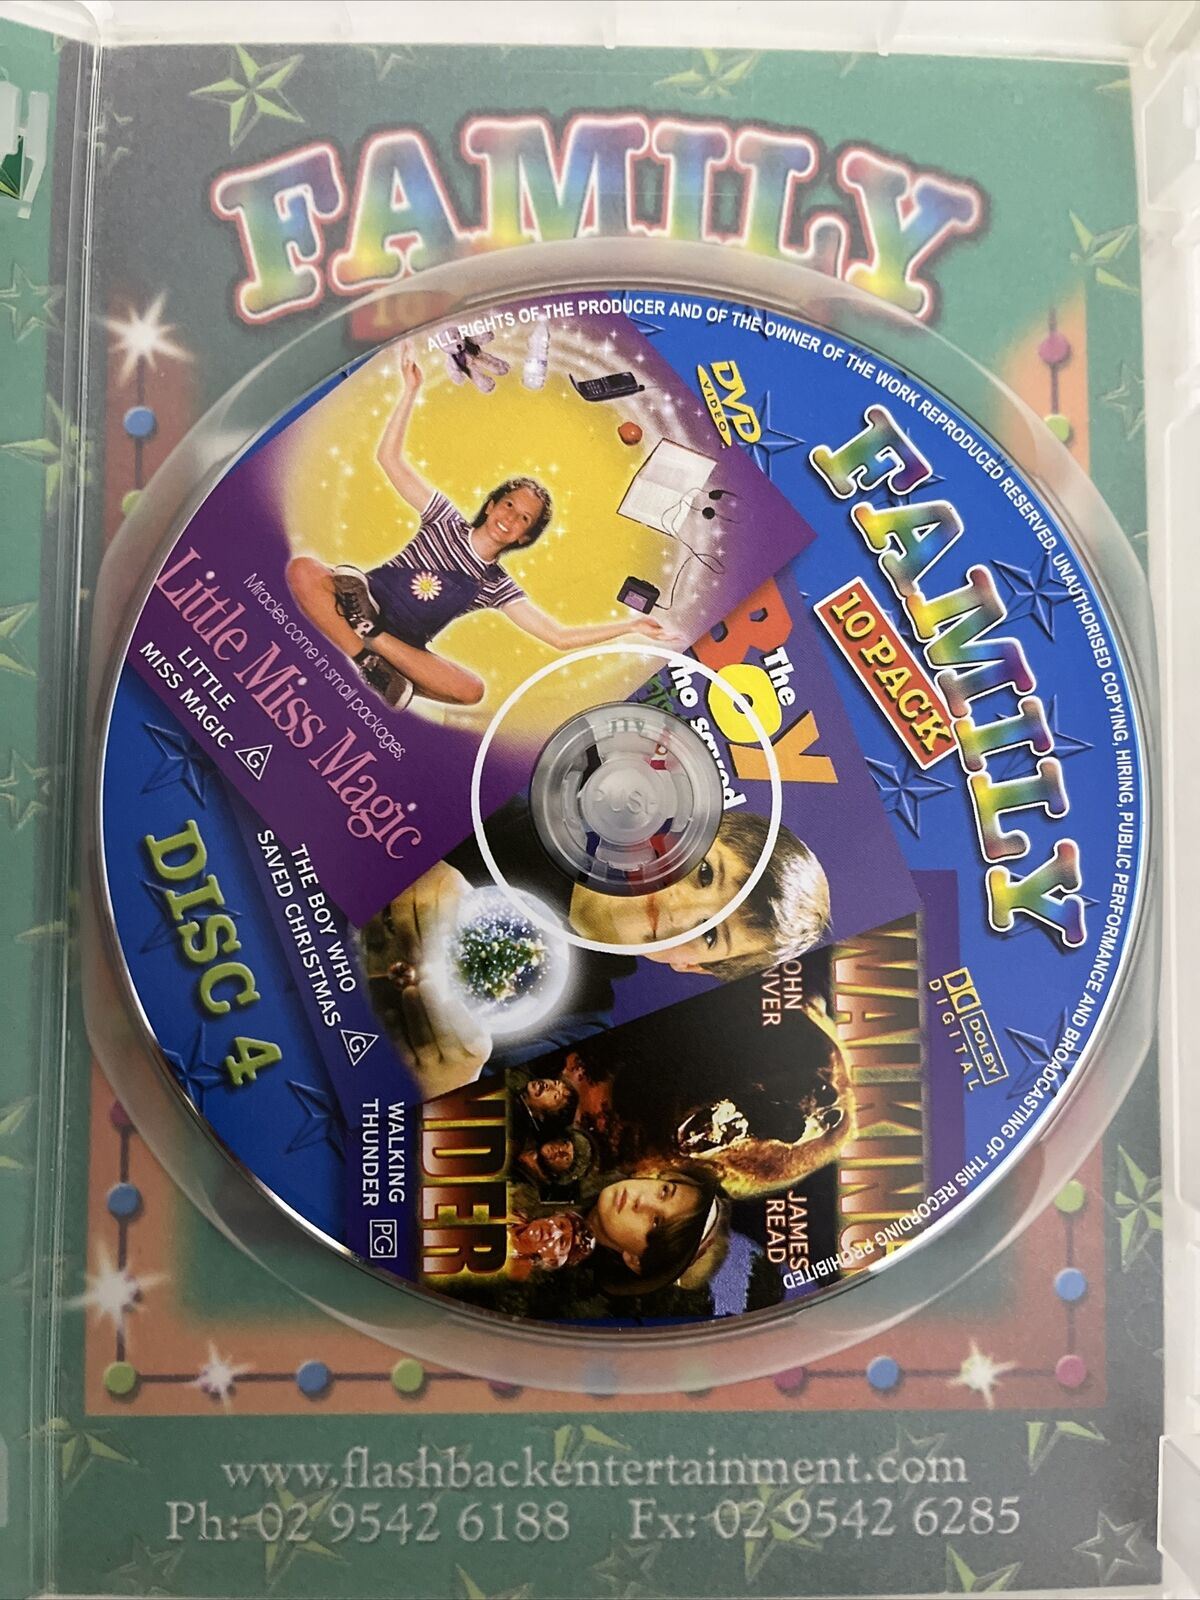 FAMILY
10
ALL RIGHTS OF THE PRODUCER AND OF THE OWNER OF THE WORK REPRODUCED RESERVED, UNAUTHORISED COPYING, HIRING, PUBLIC PERFORMANCE AND BROADCASTING OF THIS RECORDING PROHIBITED
DVD
VIDEO
FAMILY
10 PACK
Miracles come in small packages.
Little Miss Magic
LITTLE
MISS MAGIC G
The
BOY
who saved
THE BOY WHO
SAVED CHRISTMAS G
DISC 4
DOLBY
DIGITAL
WALKING
JAMES
READ
WALKING
THUNDER PG
www.flashbackentertainment.com
Ph: 02 9542 6188 Fx: 02 9542 6285